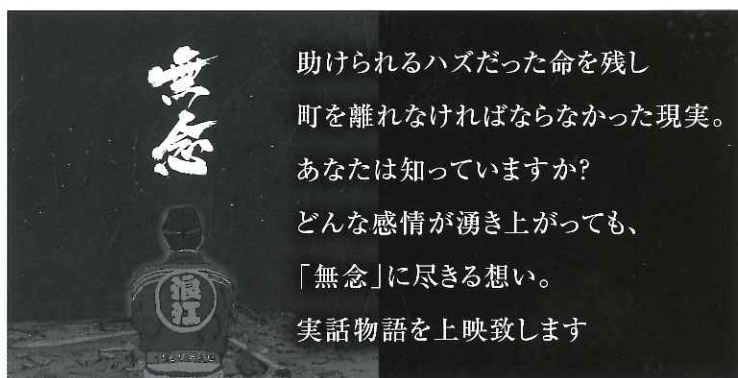 無念
浪江
助けられるハズだった命を残し
町を離れなければならなかった現実。
あなたは知っていますか?
どんな感情が湧き上がっても、
「無念」に尽きる想い。
実話物語を上映致します